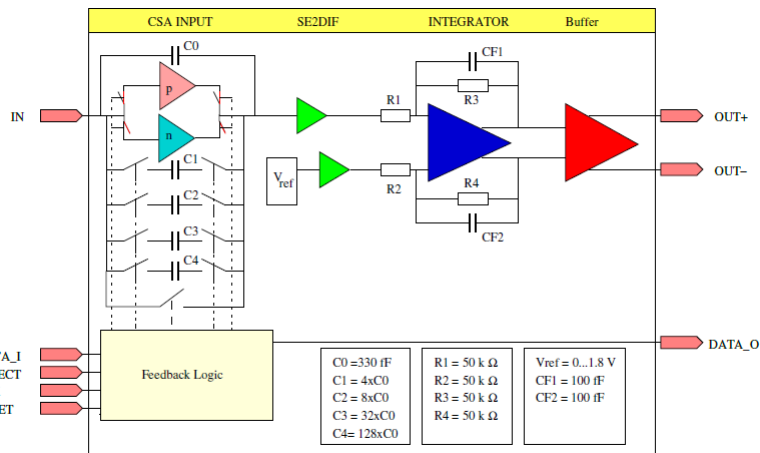 CSA INPUT SE2DIF INTEGRATOR Buffer
C0
CF1
p
R1
R3
IN
OUT+
n
C1
V ref
R4
OUT−
R2
C2
C3
CF2
C4
DATA_O
TA_I
ECT
ET
Feedback Logic
C0 =330 fF
C1 = 4xC0
C2 = 8xC0
C3 = 32xC0
C4= 128xC0
R1 = 50 k Ω
R2 = 50 k Ω
R3 = 50 k Ω
R4 = 50 k Ω
Vref = 0...1.8 V
CF1 = 100 fF
CF2 = 100 fF